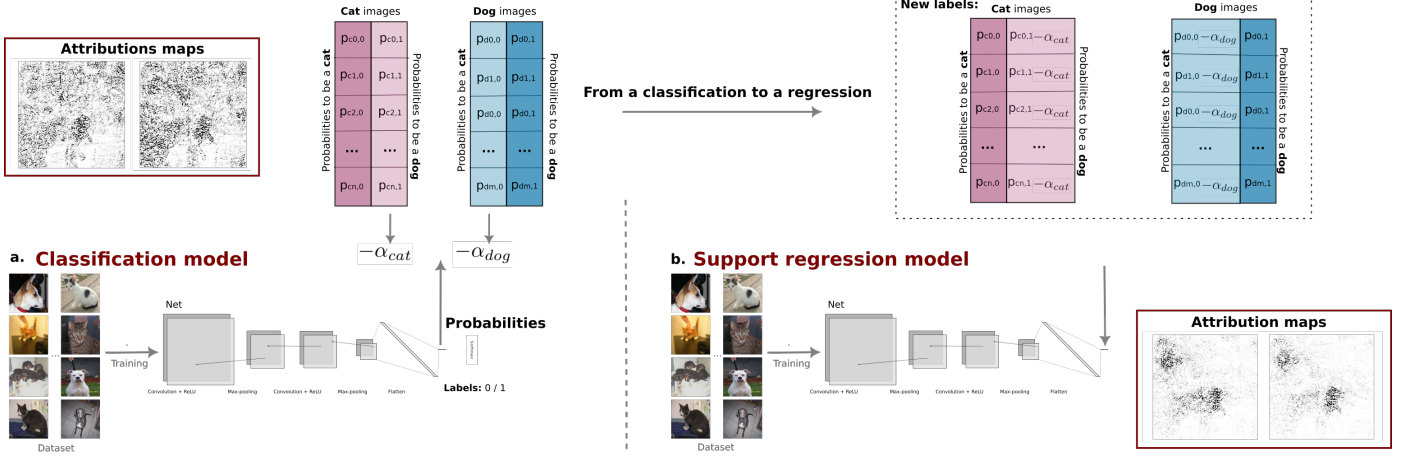 Cat images
Dog images
Attributions maps
Probabilities to be a cat
pc0,0 pc0,1
pc1,0 pc1,1
pc2,0 pc2,1
... ...
pcn,0 pcn,1
Probabilities to be a dog
Probabilities to be a cat
pd0,0 pd0,1
pd1,0 pd1,1
pd0,0 pd0,1
... ...
pdm,0 pdm,1
Probabilities to be a dog
−αcat
−αdog
From a classification to a regression
New labels:
Cat images
Dog images
Probabilities to be a cat
pc0,0 pc0,1 −αcat
pc1,0 pc1,1 −αcat
pc2,0 pc2,1 −αcat
... ...
pcn,0 pcn,1 −αcat
Probabilities to be a dog
Probabilities to be a cat
pd0,0 −αdog pd0,1
pd1,0 −αdog pd1,1
pd0,0 −αdog pd0,1
... ...
pdm,0 −αdog pdm,1
Probabilities to be a dog
a. Classification model
Net
Training
...
Convolution + ReLU
Max-pooling
Convolution + ReLU
Max-pooling
Flatten
Probabilities
Softmax
Labels: 0 / 1
Dataset
b. Support regression model
Net
Training
...
Convolution + ReLU
Max-pooling
Convolution + ReLU
Max-pooling
Flatten
Dataset
Attribution maps